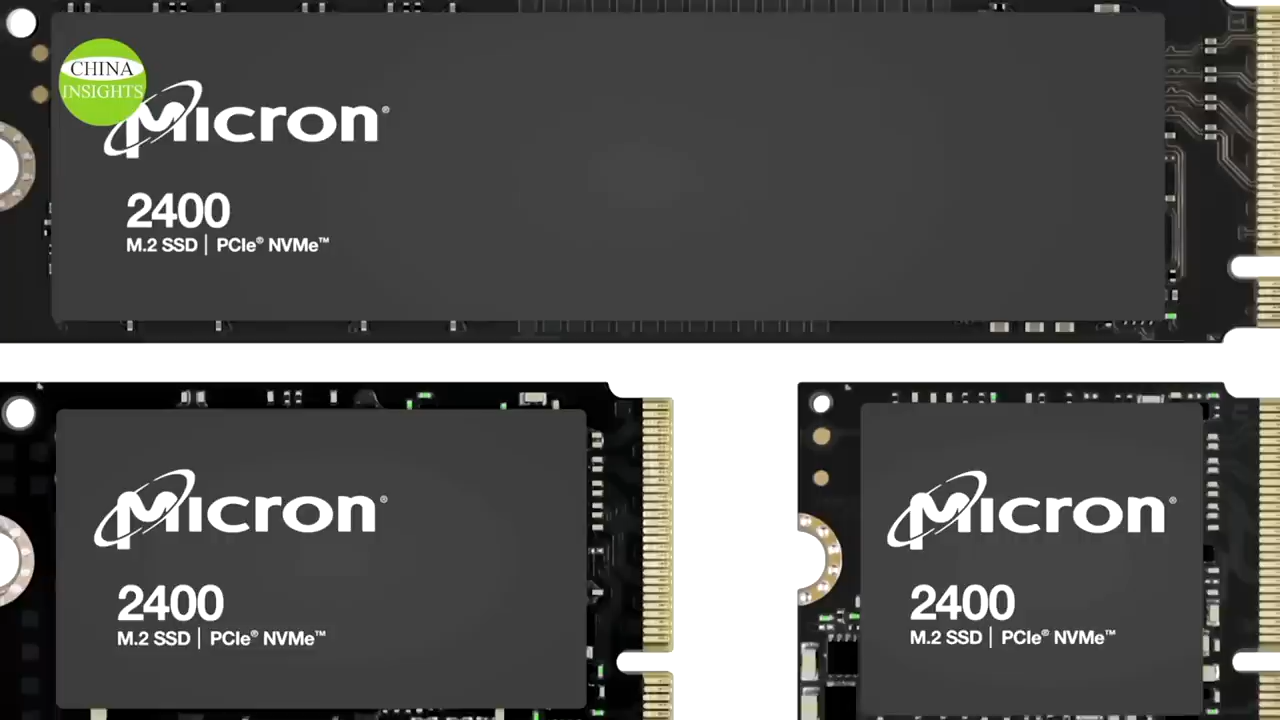 CHINA
INSIGHTS
Micron®
2400
M.2 SSD | PCIe® NVMe™
Micron®
2400
M.2 SSD | PCIe® NVMe™
Micron®
2400
M.2 SSD | PCIe® NVMe™